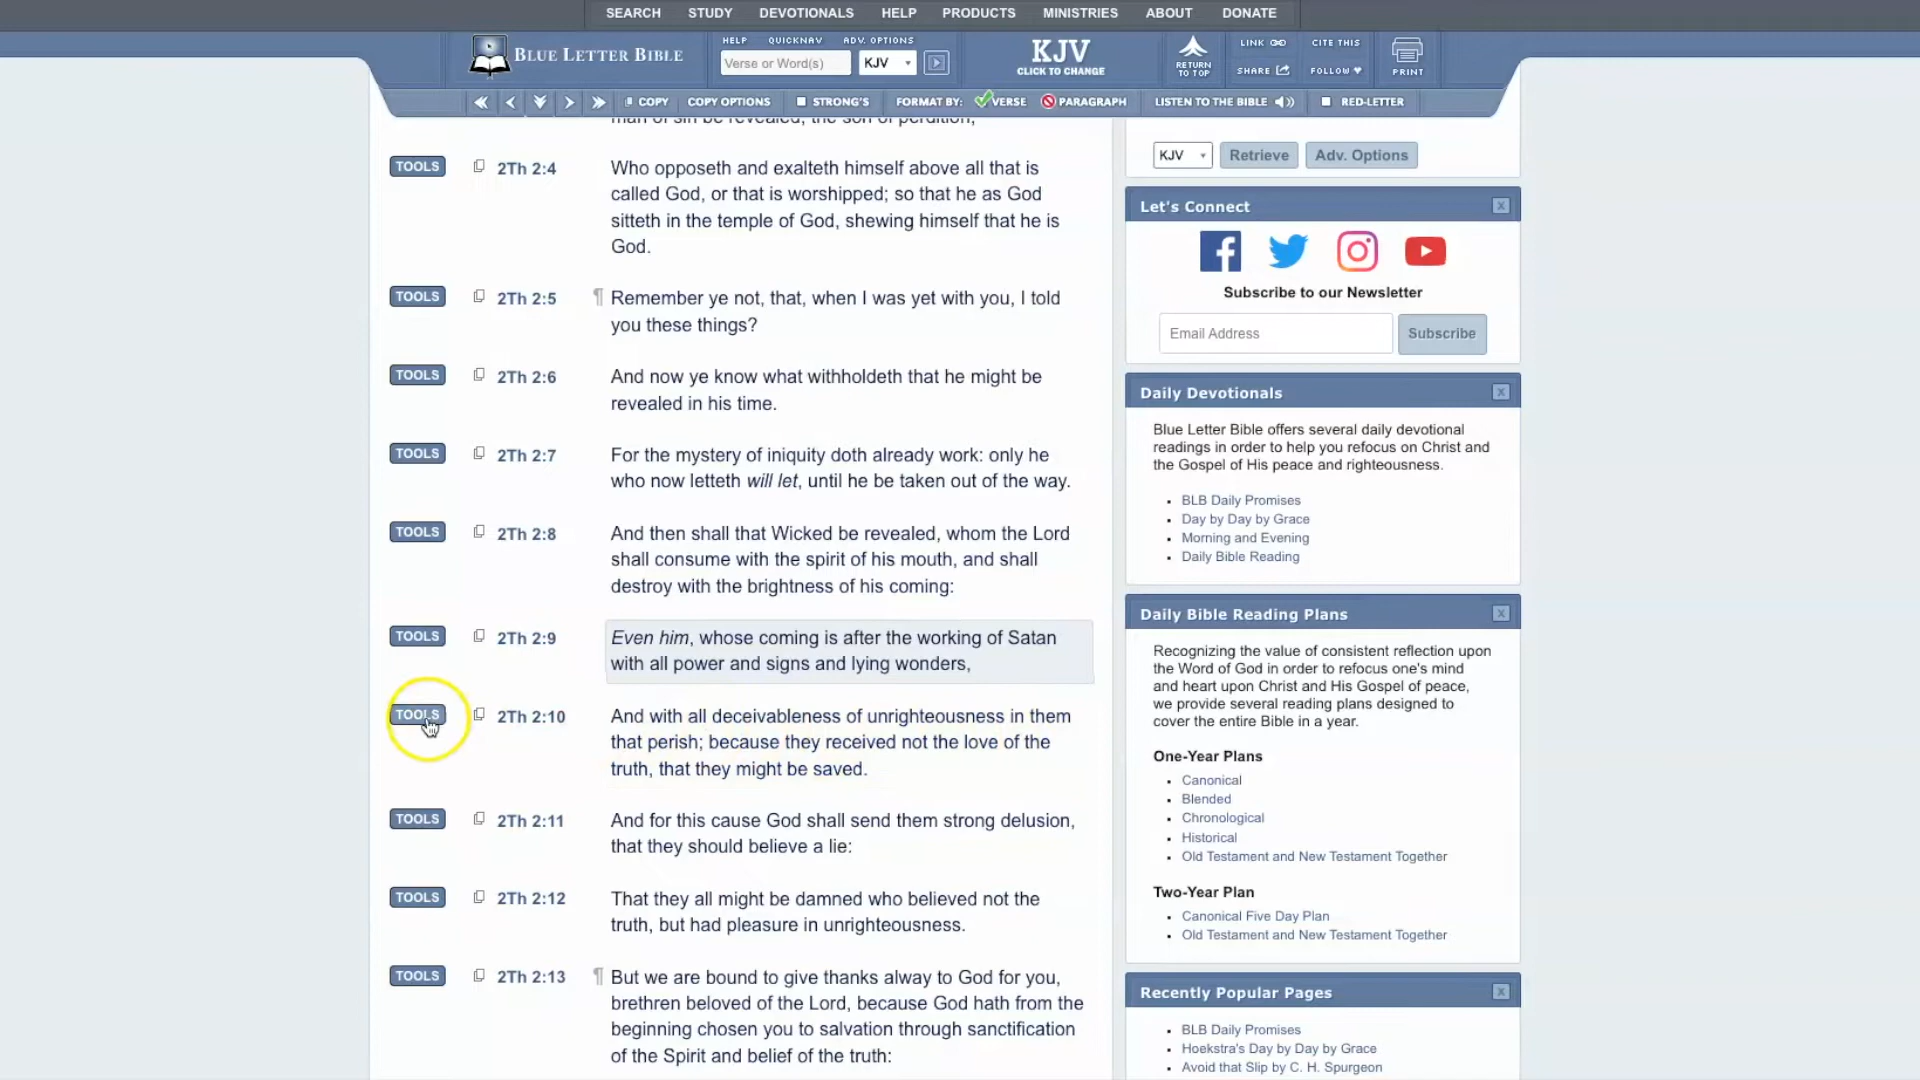 SEARCH STUDY DEVOTIONALS HELP PRODUCTS MINISTRIES ABOUT DONATE
BLUE LETTER BIBLE
HELP QUICKNAV ADV. OPTIONS
Verse or Word(s) KJV
KJV
CLICK TO CHANGE
RETURN
TO TOP
LINK CITE THIS
SHARE FOLLOW
PRINT
COPY COPY OPTIONS STRONG'S FORMAT BY: VERSE PARAGRAPH LISTEN TO THE BIBLE RED-LETTER
man of sin be revealed, the son of perdition;
TOOLS 2Th 2:4 Who opposeth and exalteth himself above all that is
called God, or that is worshipped; so that he as God
sitteth in the temple of God, shewing himself that he is
God.
TOOLS 2Th 2:5 ¶ Remember ye not, that, when I was yet with you, I told
you these things?
TOOLS 2Th 2:6 And now ye know what withholdeth that he might be
revealed in his time.
TOOLS 2Th 2:7 For the mystery of iniquity doth already work: only he
who now letteth will let, until he be taken out of the way.
TOOLS 2Th 2:8 And then shall that Wicked be revealed, whom the Lord
shall consume with the spirit of his mouth, and shall
destroy with the brightness of his coming:
TOOLS 2Th 2:9 Even him, whose coming is after the working of Satan
with all power and signs and lying wonders,
TOOLS 2Th 2:10 And with all deceivableness of unrighteousness in them
that perish; because they received not the love of the
truth, that they might be saved.
TOOLS 2Th 2:11 And for this cause God shall send them strong delusion,
that they should believe a lie:
TOOLS 2Th 2:12 That they all might be damned who believed not the
truth, but had pleasure in unrighteousness.
TOOLS 2Th 2:13 ¶ But we are bound to give thanks alway to God for you,
brethren beloved of the Lord, because God hath from the
beginning chosen you to salvation through sanctification
of the Spirit and belief of the truth:
KJV Retrieve Adv. Options
Let's Connect
Subscribe to our Newsletter
Email Address Subscribe
Daily Devotionals
Blue Letter Bible offers several daily devotional
readings in order to help you refocus on Christ and
the Gospel of His peace and righteousness.
BLB Daily Promises
Day by Day by Grace
Morning and Evening
Daily Bible Reading
Daily Bible Reading Plans
Recognizing the value of consistent reflection upon
the Word of God in order to refocus one's mind
and heart upon Christ and His Gospel of peace,
we provide several reading plans designed to
cover the entire Bible in a year.
One-Year Plans
Canonical
Blended
Chronological
Historical
Old Testament and New Testament Together
Two-Year Plan
Canonical Five Day Plan
Old Testament and New Testament Together
Recently Popular Pages
BLB Daily Promises
Hoekstra's Day by Day by Grace
Avoid that Slip by C. H. Spurgeon